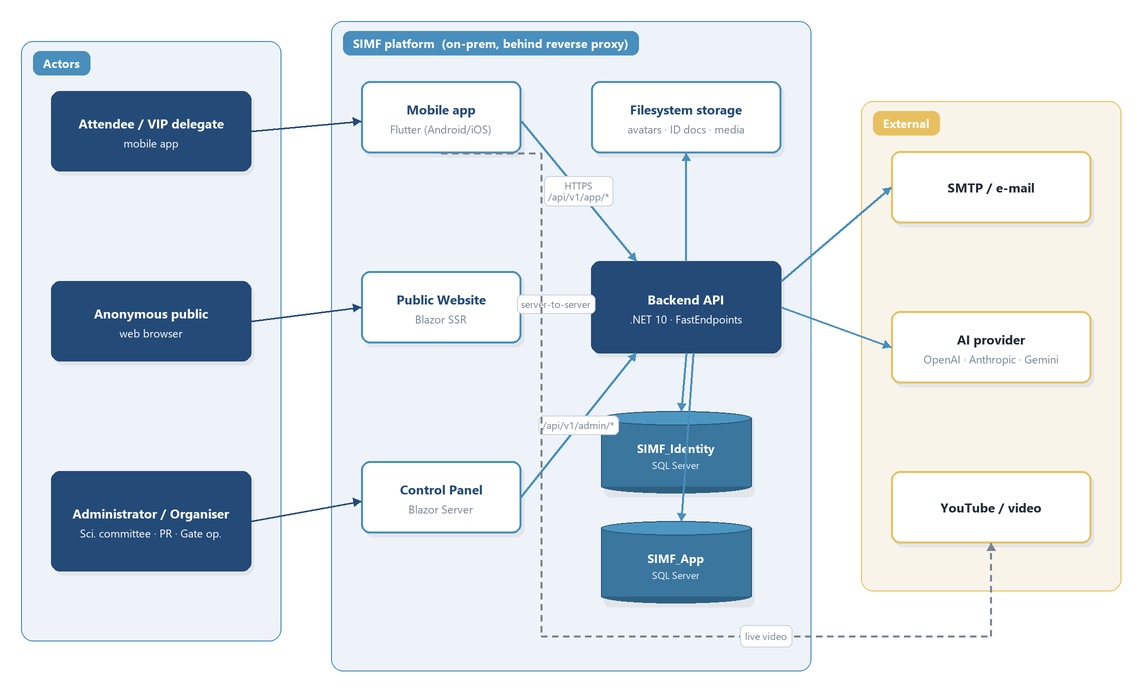 SIMF platform (on-prem, behind reverse proxy)
Actors
Attendee / VIP delegate
mobile app
Anonymous public
web browser
Administrator / Organiser
Sci. committee · PR · Gate op.
Mobile app
Flutter (Android/iOS)
Filesystem storage
avatars · ID docs · media
HTTPS
/api/v1/app/*
Public Website
Blazor SSR
server-to-server
Backend API
.NET 10 · FastEndpoints
/api/v1/admin/*
Control Panel
Blazor Server
SIMF_Identity
SQL Server
SIMF_App
SQL Server
live video
External
SMTP / e-mail
AI provider
OpenAI · Anthropic · Gemini
YouTube / video